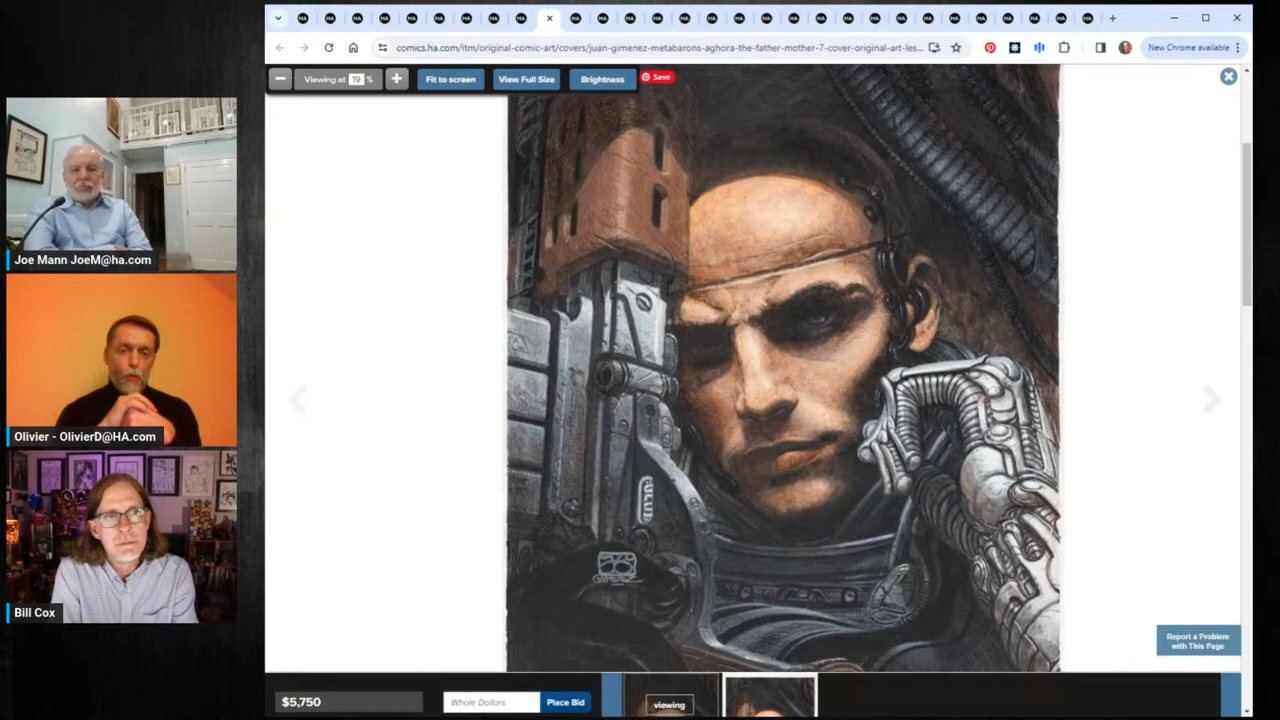 comics.ha.com/itm/original-comic-art/covers/juan-gimenez-metabarons-aghora-the-father-mother-7-cover-original-art-les...
New Chrome available
Viewing at 19 %
Fit to screen
View Full Size
Brightness
Save
Joe Mann JoeM@ha.com
Olivier - OlivierD@HA.com
Bill Cox
Report a Problem
with This Page
$5,750
Whole Dollars
Place Bid
viewing